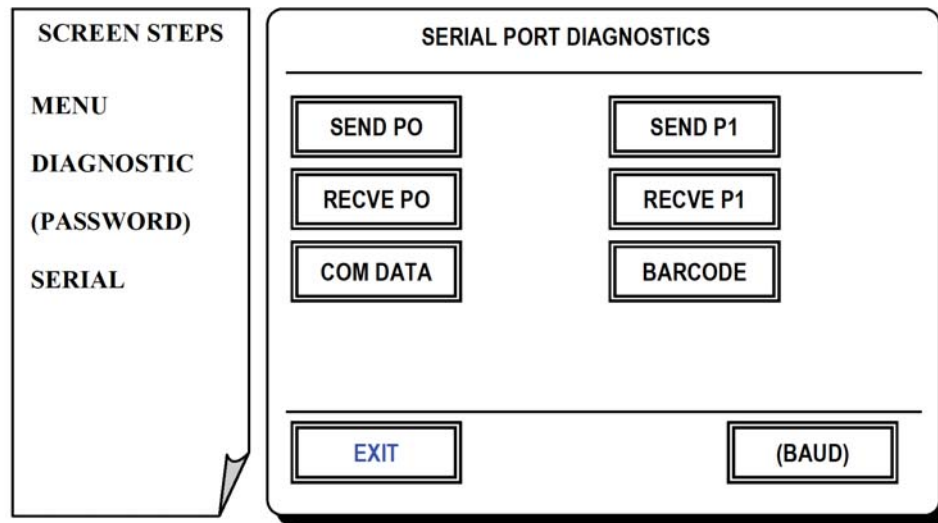 SCREEN STEPS
MENU
DIAGNOSTIC
(PASSWORD)
SERIAL
SERIAL PORT DIAGNOSTICS
SEND PO
SEND P1
RECVE PO
RECVE P1
COM DATA
BARCODE
EXIT
(BAUD)